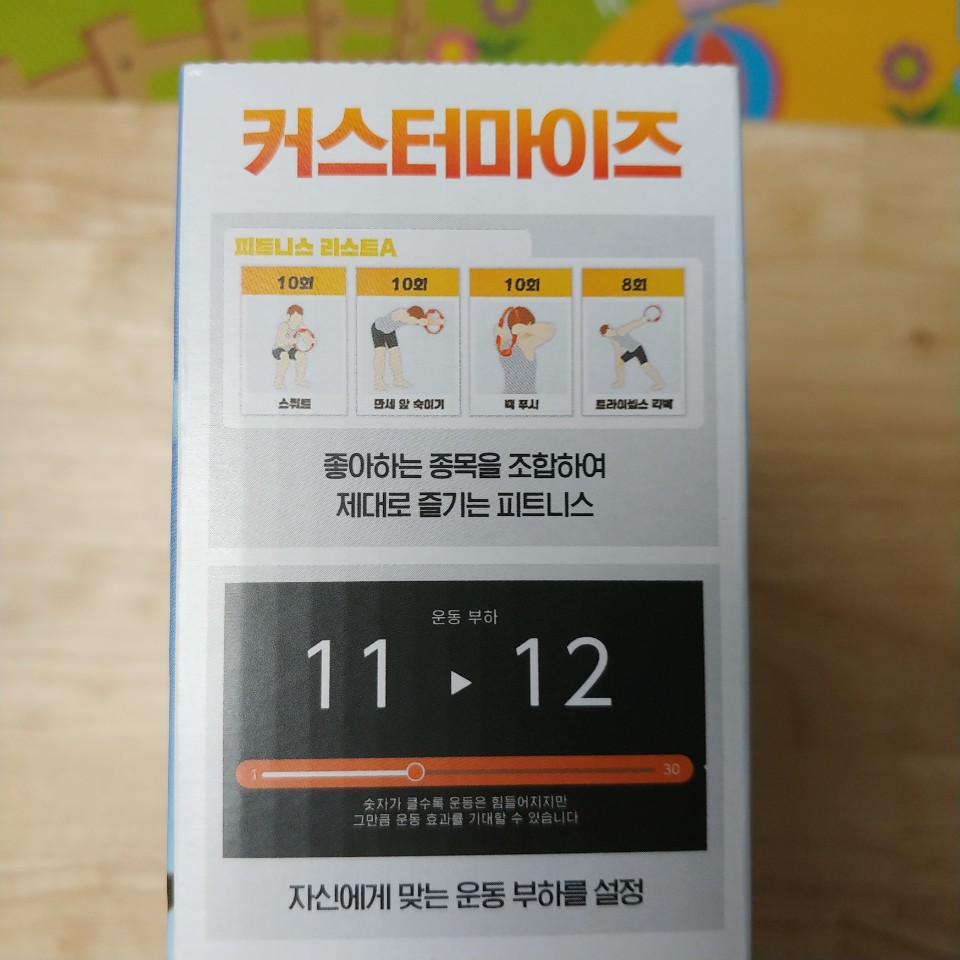 커스터마이즈
피트니스 리스트A
10회
10회
10회
8회
스쿼트
만세 앞 숙이기
백 푸시
트라이셉스 킥백
좋아하는 종목을 조합하여
제대로 즐기는 피트니스
운동 부하
11 ▶ 12
1
30
숫자가 클수록 운동은 힘들어지지만
그만큼 운동 효과를 기대할 수 있습니다
자신에게 맞는 운동 부하를 설정